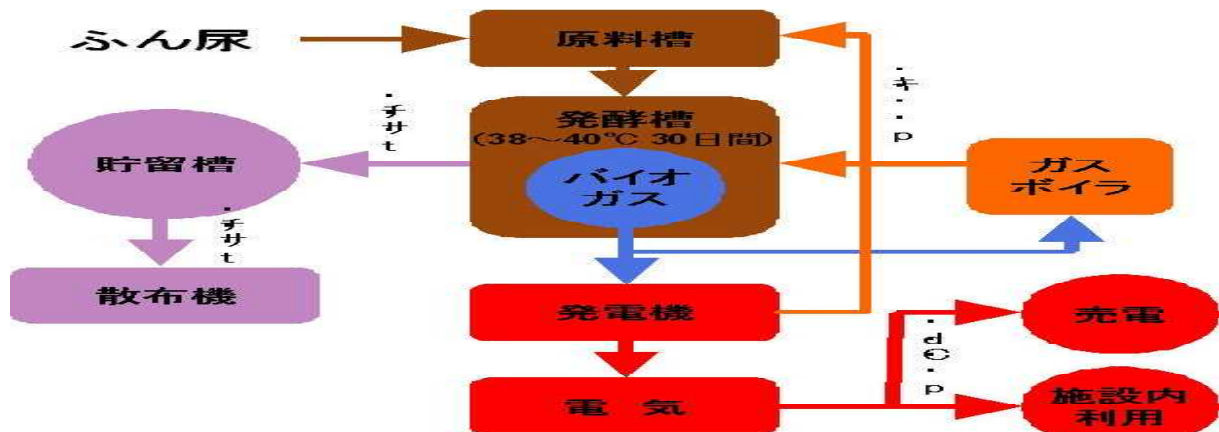 ふん尿
原料槽
発酵槽
(38～40℃ 30日間)
バイオ
ガス
貯留槽
散布機
ガス
ボイラ
発電機
電 気
売電
施設内
利用